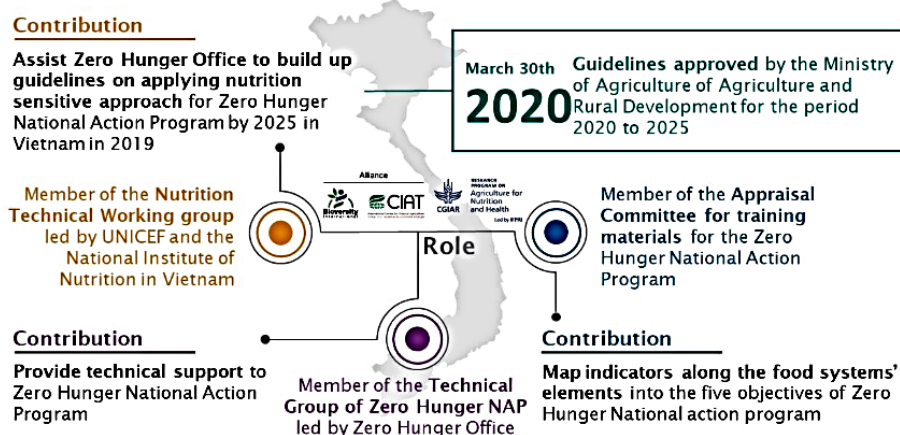 Contribution
Assist Zero Hunger Office to build up
guidelines on applying nutrition
sensitive approach for Zero Hunger
National Action Program by 2025 in
Vietnam in 2019
March 30th
2020
Guidelines approved by the Ministry
of Agriculture of Agriculture and
Rural Development for the period
2020 to 2025
Member of the Nutrition
Technical Working group
led by UNICEF and the
National Institute of
Nutrition in Vietnam
Alliance
Bioversity
CIAT
CGIAR
RESEARCH
PROGRAM ON
Agriculture for
Nutrition
and Health
Led by IFPRI
Role
Member of the Appraisal
Committee for training
materials for the Zero
Hunger National Action
Program
Contribution
Provide technical support to
Zero Hunger National Action
Program
Member of the Technical
Group of Zero Hunger NAP
led by Zero Hunger Office
Contribution
Map indicators along the food systems'
elements into the five objectives of Zero
Hunger National action program